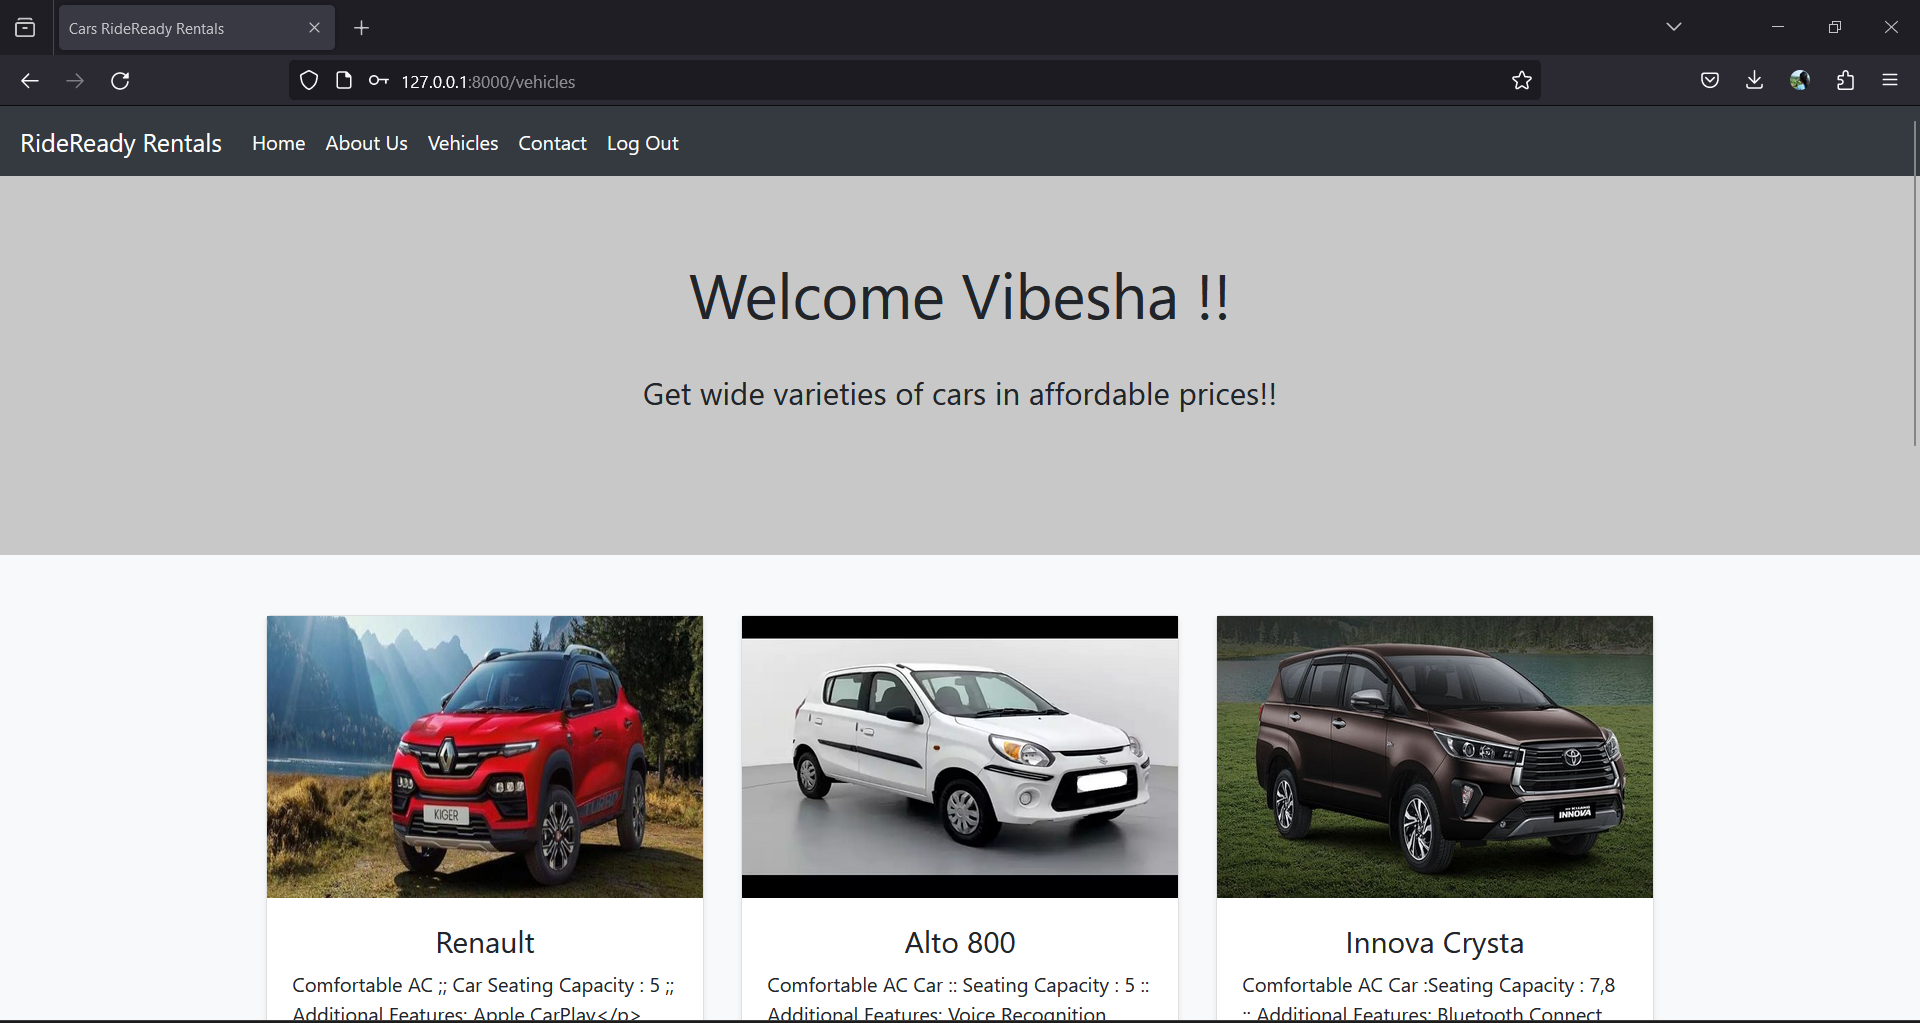 Cars RideReady Rentals
127.0.0.1:8000/vehicles
RideReady Rentals Home About Us Vehicles Contact Log Out
Welcome Vibesha !!
Get wide varieties of cars in affordable prices!!
KIGER
INNOVA
Renault
Comfortable AC ;; Car Seating Capacity : 5 ;;
Additional Features: Apple CarPlay</p>
Alto 800
Comfortable AC Car :: Seating Capacity : 5 ::
Additional Features: Voice Recognition
Innova Crysta
Comfortable AC Car :Seating Capacity : 7,8
:: Additional Features: Bluetooth Connect